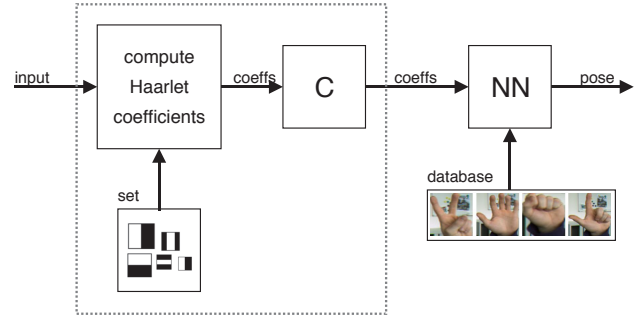 input
compute
Haarlet
coefficients
coeffs
C
coeffs
NN
pose
set
database